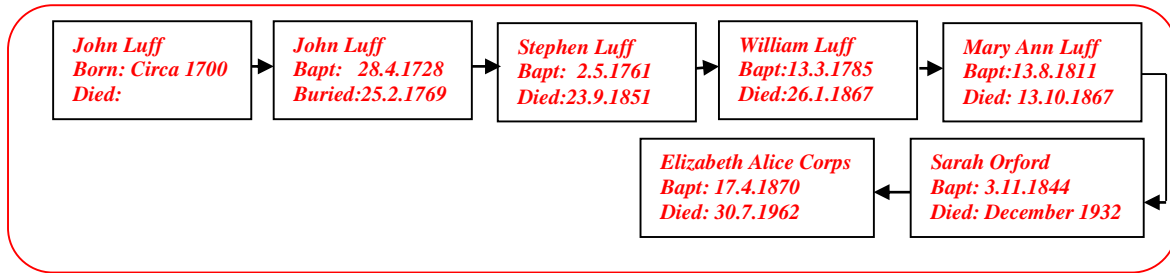 John Luff
Born: Circa 1700
Died:
John Luff
Bapt: 28.4.1728
Buried:25.2.1769
Stephen Luff
Bapt: 2.5.1761
Died:23.9.1851
William Luff
Bapt:13.3.1785
Died:26.1.1867
Mary Ann Luff
Bapt:13.8.1811
Died: 13.10.1867
Elizabeth Alice Corps
Bapt: 17.4.1870
Died: 30.7.1962
Sarah Orford
Bapt: 3.11.1844
Died: December 1932